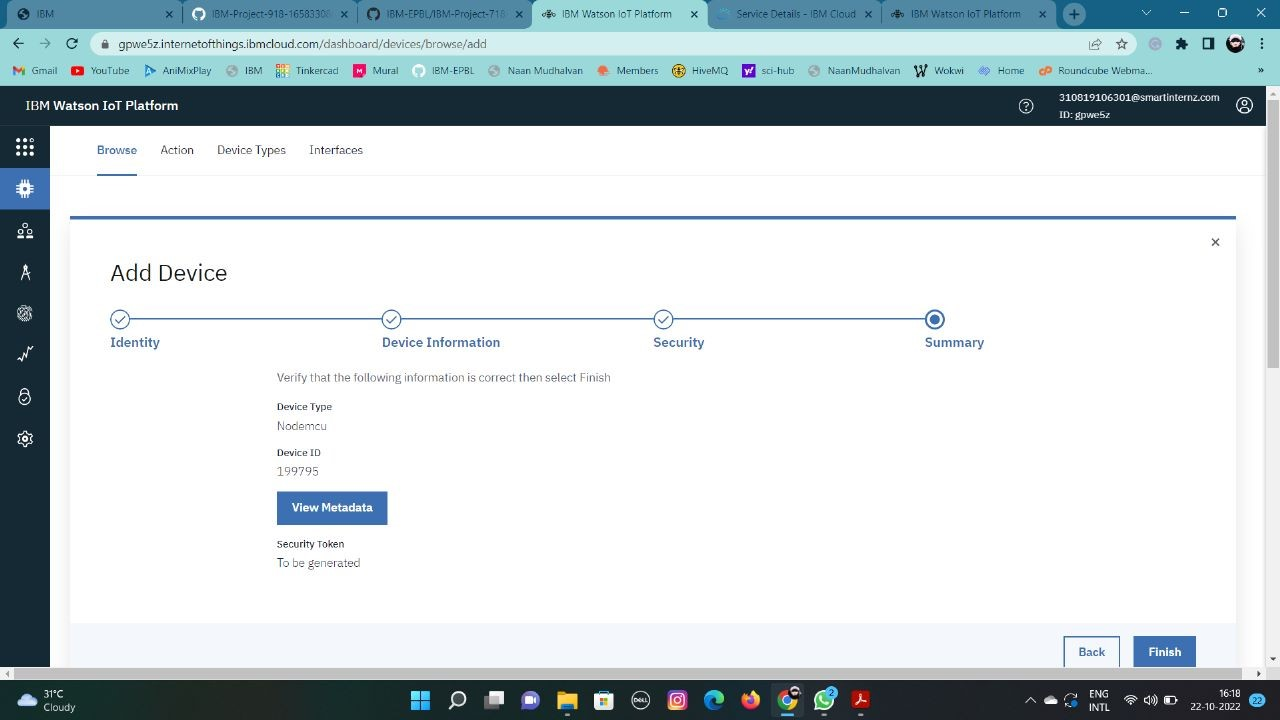 IBM
IBM-Project-918-16583308
IBM-EPBL/IBM-Project-718
IBM Watson IoT Platform
Service Details - IBM Cloud
IBM Watson IoT Platform
gpwe5z.internetofthings.ibmcloud.com/dashboard/devices/browse/add
Gmail
YouTube
AniMixPlay
IBM
Tinkercad
Mural
IBM-EPBL
Naan Mudhalvan
Members
HiveMQ
sci-hub
NaanMudhalvan
Wokwi
Home
Roundcube Webma...
»
IBM Watson IoT Platform
310819106301@smartinternz.com
ID: gpwe5z
Browse
Action
Device Types
Interfaces
Add Device
Identity
Device Information
Security
Summary
Verify that the following information is correct then select Finish
Device Type
Nodemcu
Device ID
199795
View Metadata
Security Token
To be generated
Back
Finish
31°C
Cloudy
DELL
2
ENG
INTL
16:18
22-10-2022
22